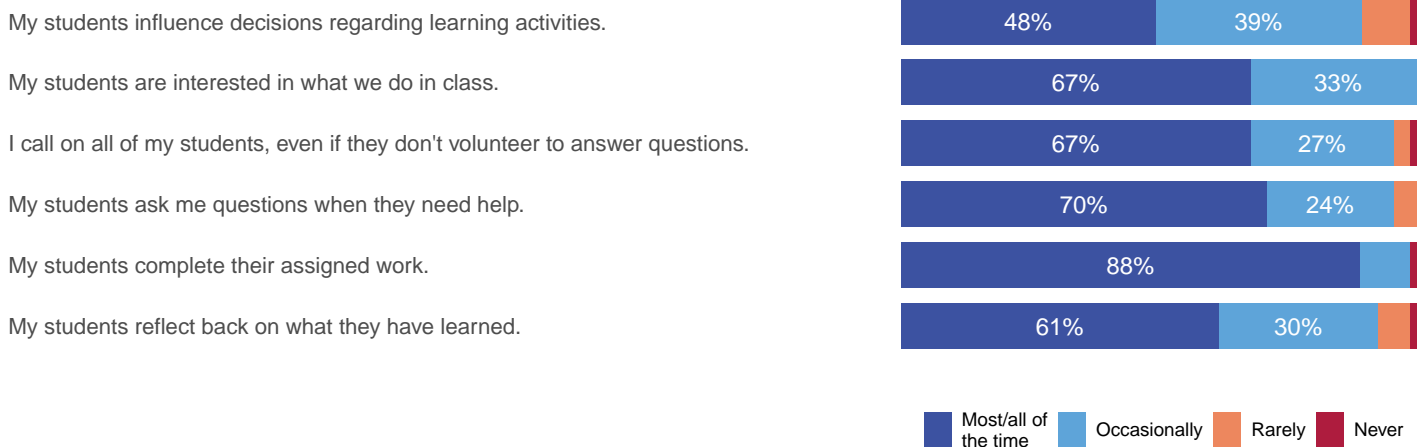 My students influence decisions regarding learning activities. 48% 39%
My students are interested in what we do in class. 67% 33%
I call on all of my students, even if they don't volunteer to answer questions. 67% 27%
My students ask me questions when they need help. 70% 24%
My students complete their assigned work. 88%
My students reflect back on what they have learned. 61% 30%
Most/all of
the time
Occasionally
Rarely
Never